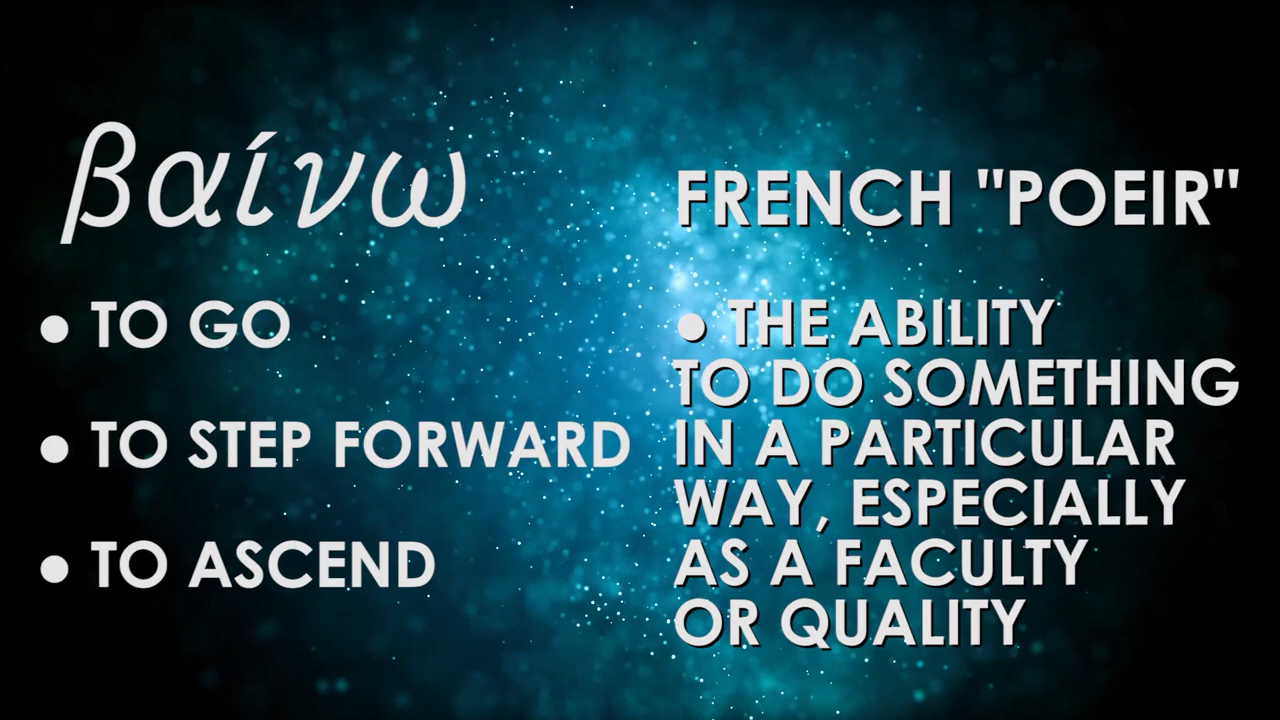 βαίνω
• TO GO
• TO STEP FORWARD
• TO ASCEND
FRENCH "POEIR"
• THE ABILITY
TO DO SOMETHING
IN A PARTICULAR
WAY, ESPECIALLY
AS A FACULTY
OR QUALITY